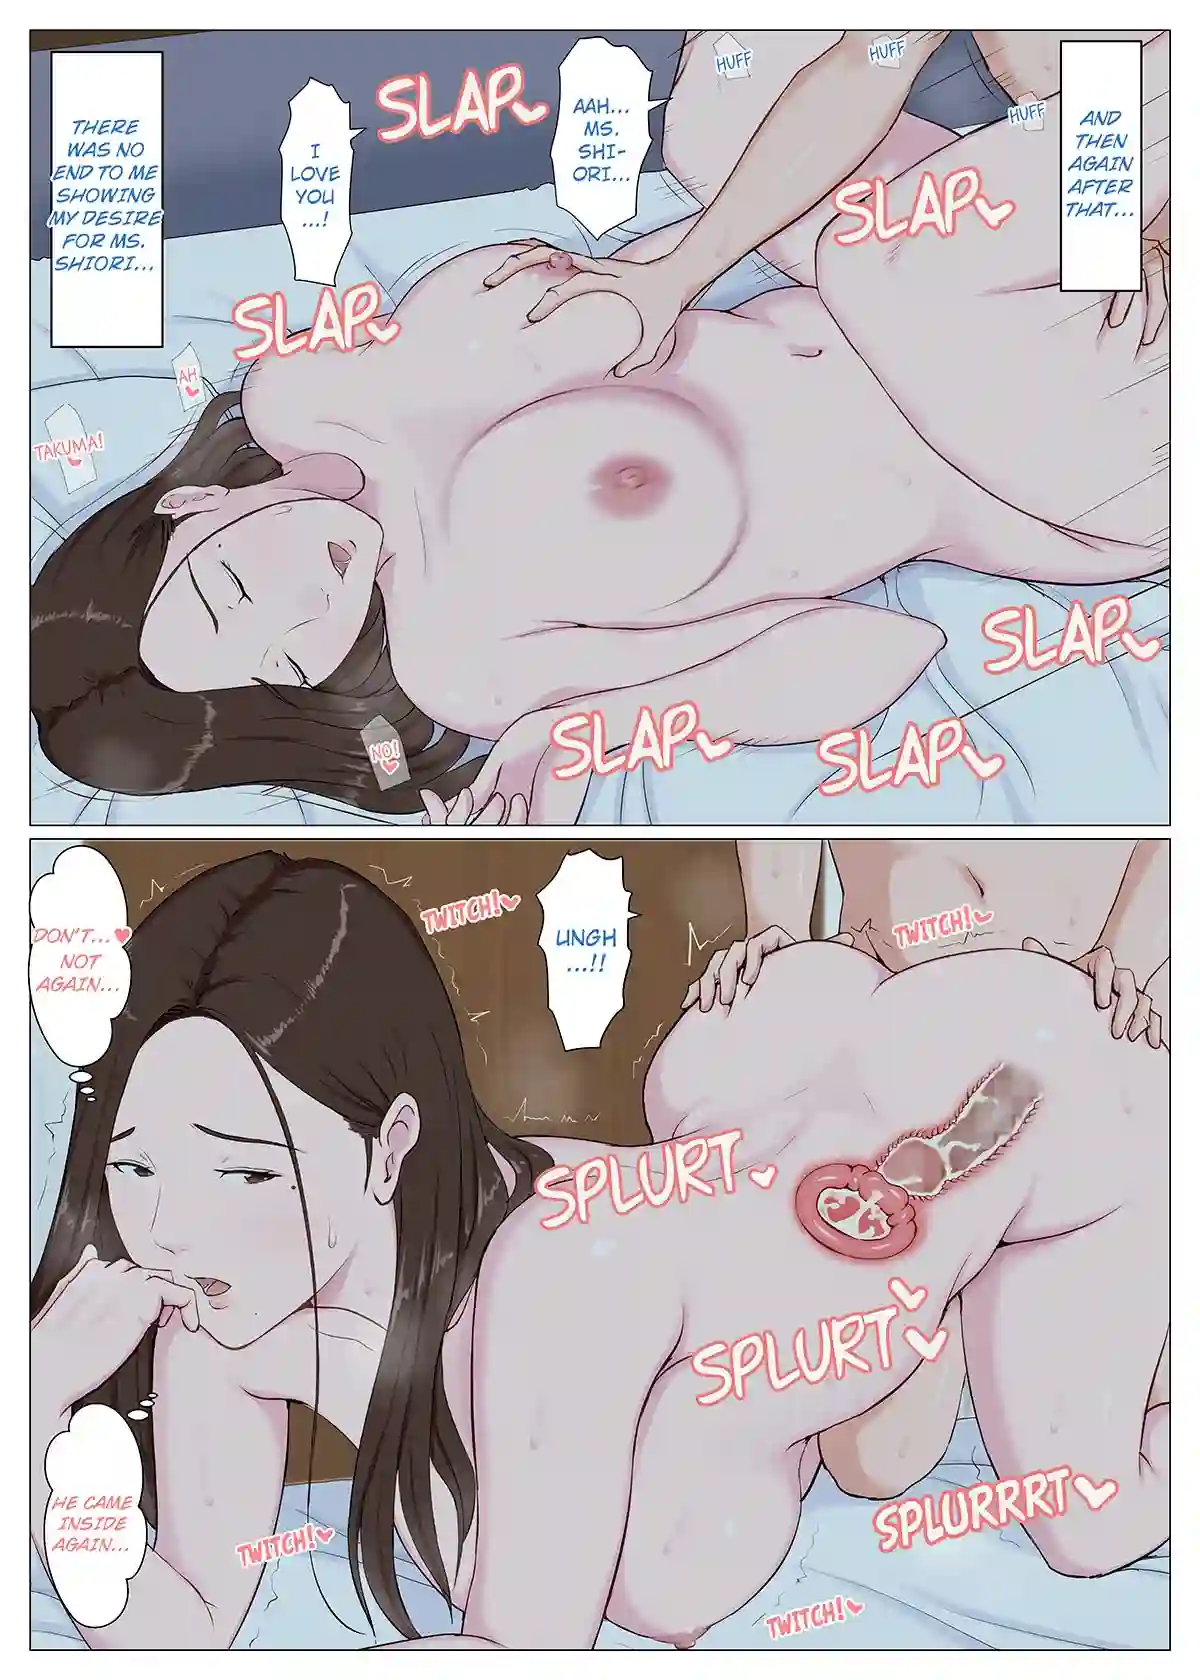 AND
THEN
AGAIN
AFTER
THAT...
HUFF
HUFF
HUFF
AAH...
MS.
SHI-
ORI...
SLAP
SLAP
I
LOVE
YOU
...!
THERE
WAS NO
END TO ME
SHOWING
MY DESIRE
FOR MS.
SHIORI...
SLAP
AH
TAKUMA!
NO!
SLAP
SLAP
SLAP
TWITCH!
UNGH
...!!
TWITCH!
DON'T...♥
NOT
AGAIN...
SPLURT
SPLURT
SPLURRRT
HE CAME
INSIDE
AGAIN...
TWITCH!
TWITCH!